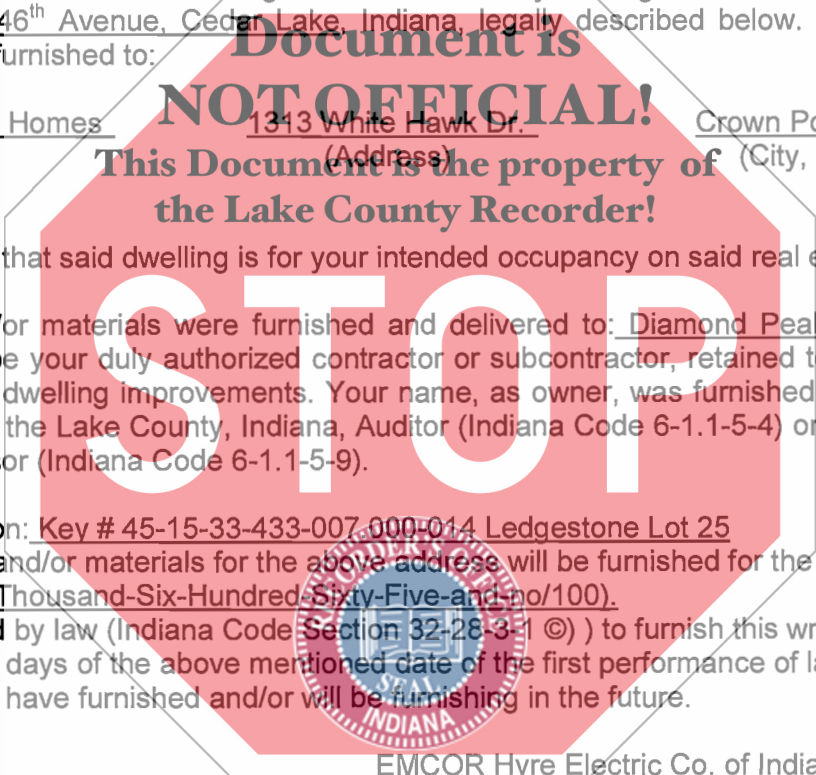 46th Avenue, Cedar Lake, Indiana, legally described below.
Document is
urnished to:
NOT OFFICIAL!
Homes 1313 White Hawk Dr. Crown Po
(Address) (City,
This Document is the property of
the Lake County Recorder!
that said dwelling is for your intended occupancy on said real e
STOP
or materials were furnished and delivered to: Diamond Peak
e your duly authorized contractor or subcontractor, retained to
dwelling improvements. Your name, as owner, was furnished
the Lake County, Indiana, Auditor (Indiana Code 6-1.1-5-4) or
or (Indiana Code 6-1.1-5-9).
n: Key # 45-15-33-433-007.000-014 Ledgestone Lot 25
and/or materials for the above address will be furnished for the
Thousand-Six-Hundred-Sixty-Five-and-no/100).
d by law (Indiana Code Section 32-28-3-1 ©) ) to furnish this wr
days of the above mentioned date of the first performance of la
have furnished and/or will be furnishing in the future.
RECORDER'S OFFICE
SEAL
INDIANA
EMCOR Hyre Electric Co. of India